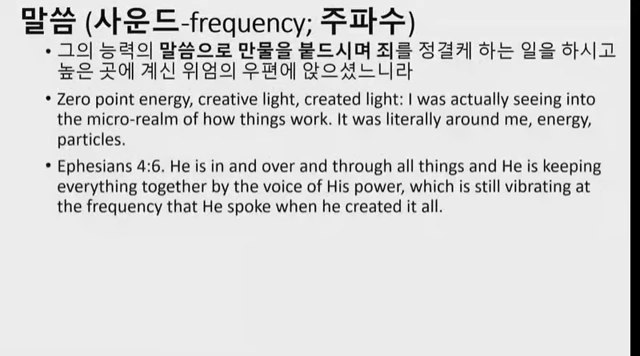 말씀 (사운드-frequency; 주파수)
• 그의 능력의 말씀으로 만물을 붙드시며 죄를 정결케 하는 일을 하시고
높은 곳에 계신 위엄의 우편에 앉으셨느니라
• Zero point energy, creative light, created light: I was actually seeing into
the micro-realm of how things work. It was literally around me, energy,
particles.
• Ephesians 4:6. He is in and over and through all things and He is keeping
everything together by the voice of His power, which is still vibrating at
the frequency that He spoke when he created it all.